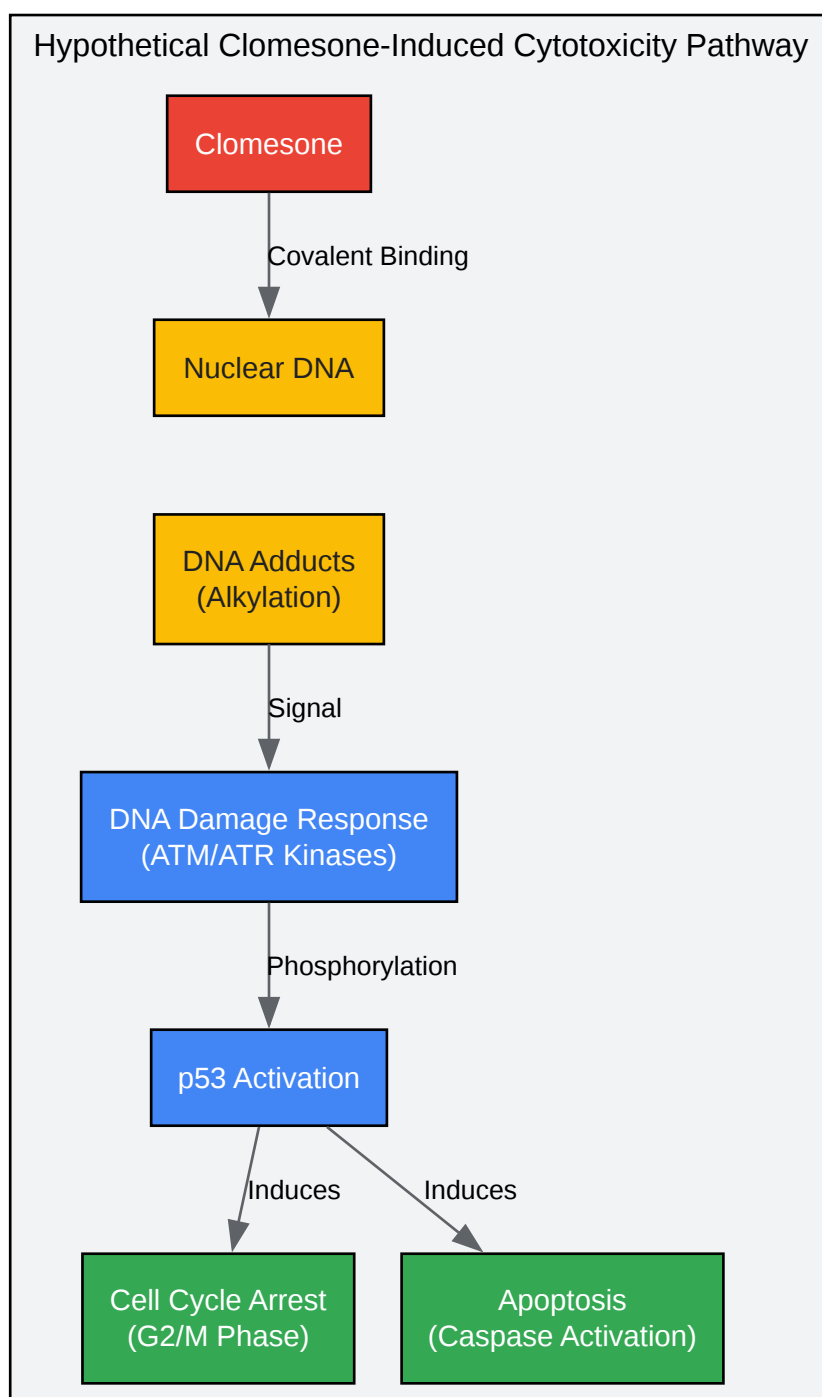 Hypothetical Clomesone-Induced Cytotoxicity Pathway
Clomesone
Covalent Binding
Nuclear DNA
DNA Adducts
(Alkylation)
Signal
DNA Damage Response
(ATM/ATR Kinases)
Phosphorylation
p53 Activation
Induces
Induces
Cell Cycle Arrest
(G2/M Phase)
Apoptosis
(Caspase Activation)